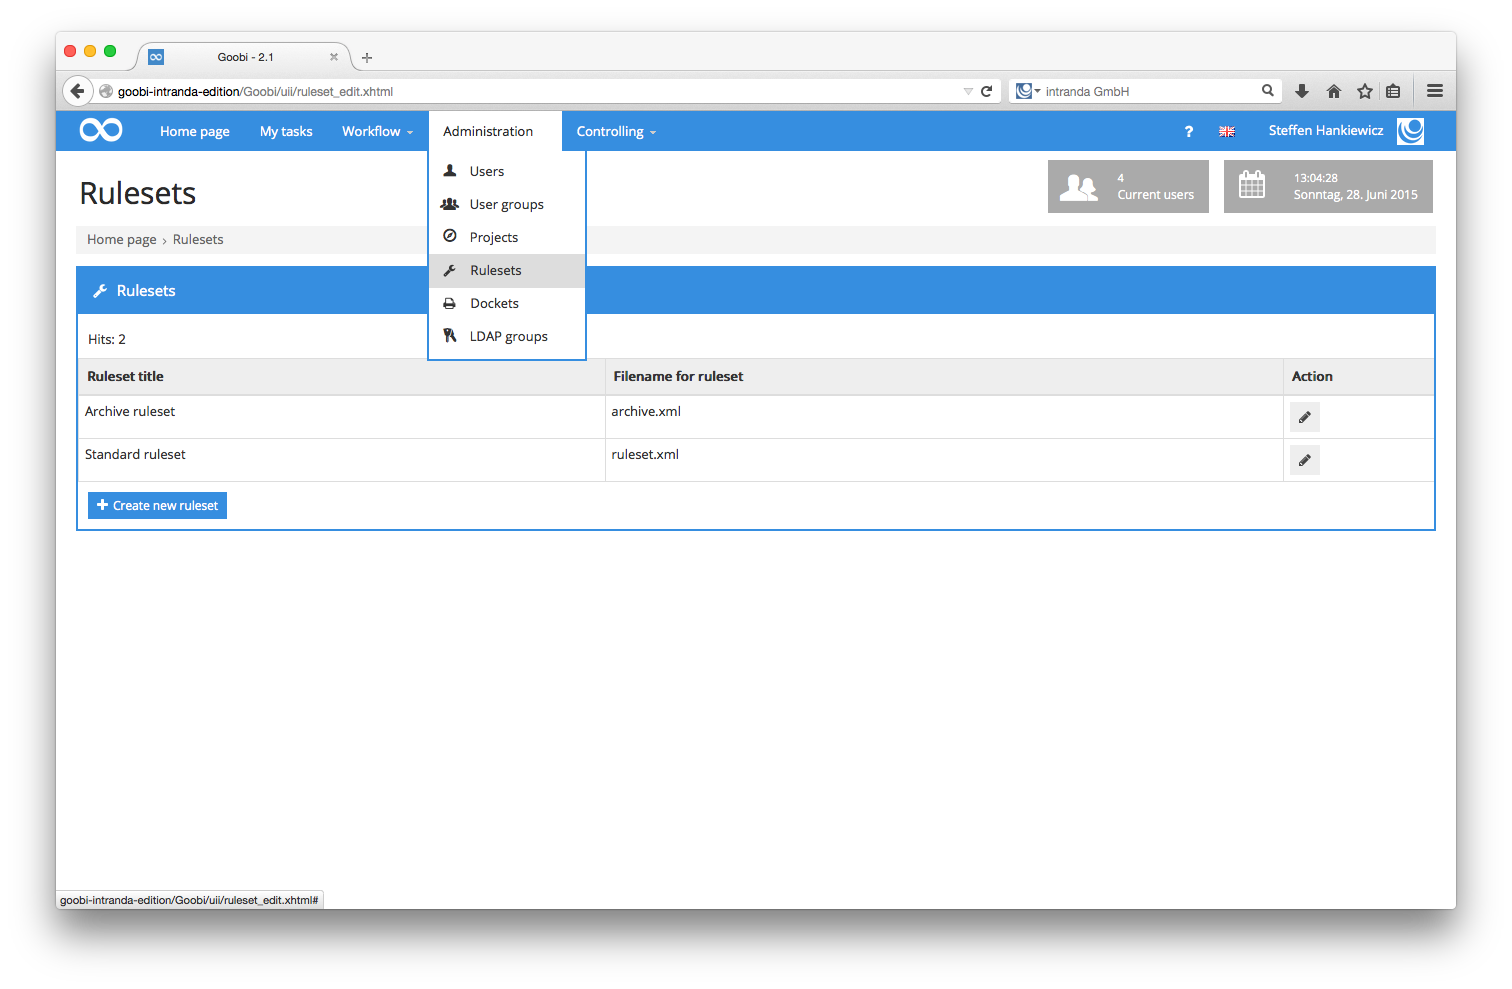 Goobi - 2.1
goobi-intranda-edition/Goobi/uii/ruleset_edit.xhtml
intranda GmbH
Home page
My tasks
Workflow
Administration
Controlling
?
Steffen Hankiewicz
Users
User groups
Projects
Rulesets
Dockets
LDAP groups
Rulesets
4
Current users
13:04:28
Sonntag, 28. Juni 2015
Home page › Rulesets
Rulesets
Hits: 2
Ruleset title Filename for ruleset Action
Archive ruleset archive.xml
Standard ruleset ruleset.xml
Create new ruleset
goobi-intranda-edition/Goobi/uii/ruleset_edit.xhtml#